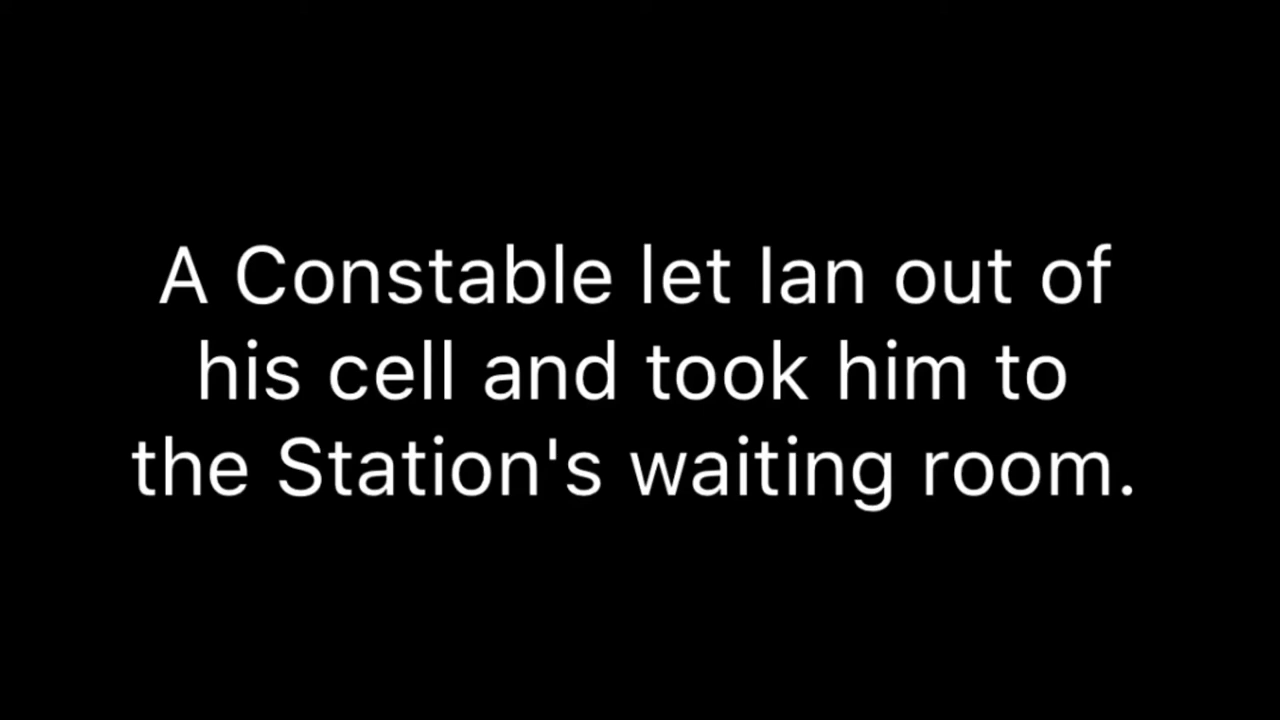 A Constable let Ian out of
his cell and took him to
the Station's waiting room.